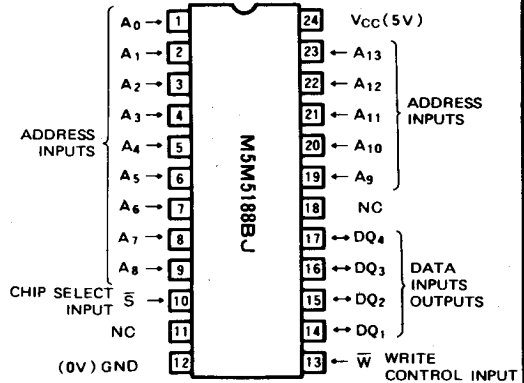 A0 1
A1 2
A2 3
A3 4
A4 5
A5 6
A6 7
A7 8
A8 9
ADDRESS
INPUTS
CHIP SELECT
INPUT S̅ 10
NC 11
(0V) GND 12
M5M5188BJ
24 VCC (5V)
23 A13
22 A12
21 A11
20 A10
19 A9
ADDRESS
INPUTS
18 NC
17 DQ4
16 DQ3
15 DQ2
14 DQ1
DATA
INPUTS
OUTPUTS
13 W̅ WRITE
CONTROL INPUT